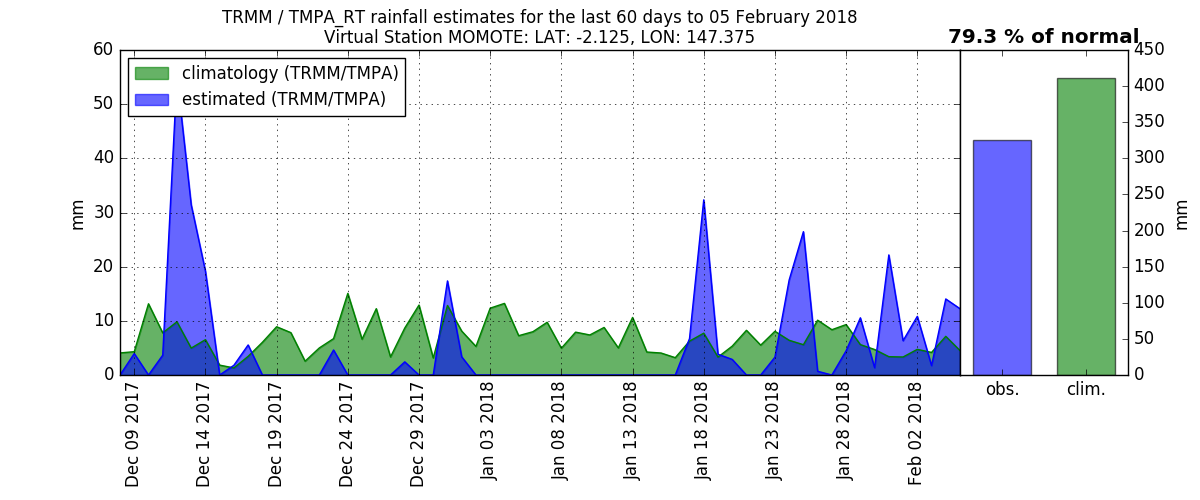 TRMM / TMPA_RT rainfall estimates for the last 60 days to 05 February 2018
Virtual Station MOMOTE: LAT: -2.125, LON: 147.375
79.3 % of normal
climatology (TRMM/TMPA)
estimated (TRMM/TMPA)
60
50
40
30
20
10
0
mm
Dec 09 2017
Dec 14 2017
Dec 19 2017
Dec 24 2017
Dec 29 2017
Jan 03 2018
Jan 08 2018
Jan 13 2018
Jan 18 2018
Jan 23 2018
Jan 28 2018
Feb 02 2018
obs.
clim.
450
400
350
300
250
200
150
100
50
0
mm